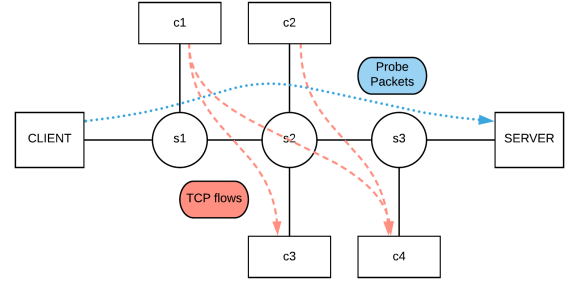 c1
c2
Probe
Packets
CLIENT
s1
s2
s3
SERVER
TCP flows
c3
c4